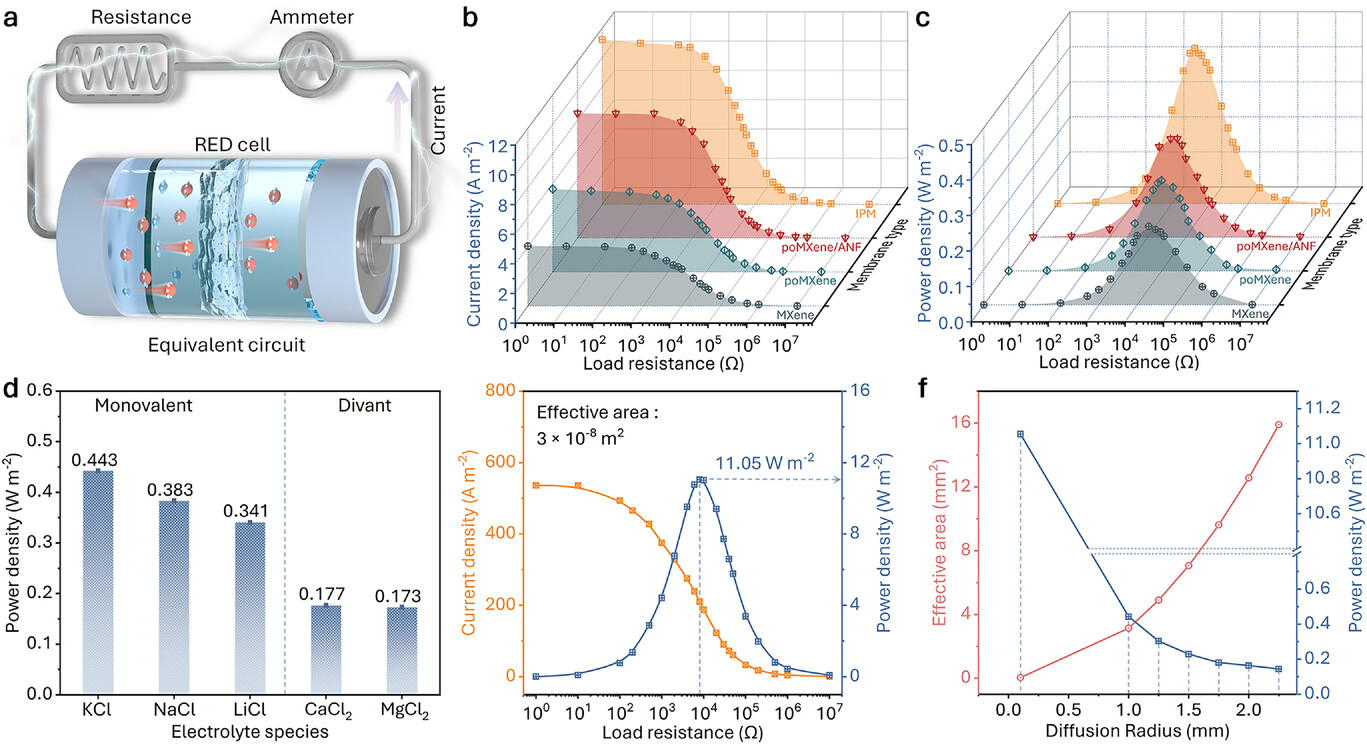 a
Resistance
Ammeter
A
Current
RED cell
Equivalent circuit
b
Current density (A m-2)
12
10
8
6
4
2
0
10⁰
10¹
10²
10³
10⁴
10⁵
10⁶
10⁷
Load resistance (Ω)
Membrane type
IPM
poMXene/ANF
poMXene
MXene
c
Power density (W m-2)
0.5
0.4
0.3
0.2
0.1
0.0
10⁰
10¹
10²
10³
10⁴
10⁵
10⁶
10⁷
Load resistance (Ω)
Membrane type
IPM
poMXene/ANF
poMXene
MXene
d
Power density (W m-2)
0.6
0.5
0.4
0.3
0.2
0.1
0.0
Monovalent
Divant
0.443
0.383
0.341
0.177
0.173
KCl
NaCl
LiCl
CaCl₂
MgCl₂
Electrolyte species
Current density (A m-2)
800
600
400
200
0
Effective area :
3 × 10-8 m2
11.05 W m-2
16
12
8
4
0
Power density (W m-2)
10⁰
10¹
10²
10³
10⁴
10⁵
10⁶
10⁷
Load resistance (Ω)
f
Effective area (mm2)
16
12
8
4
0
11.2
11.0
10.8
10.6
0.6
0.4
0.2
0.0
Power density (W m-2)
0.0
0.5
1.0
1.5
2.0
Diffusion Radius (mm)